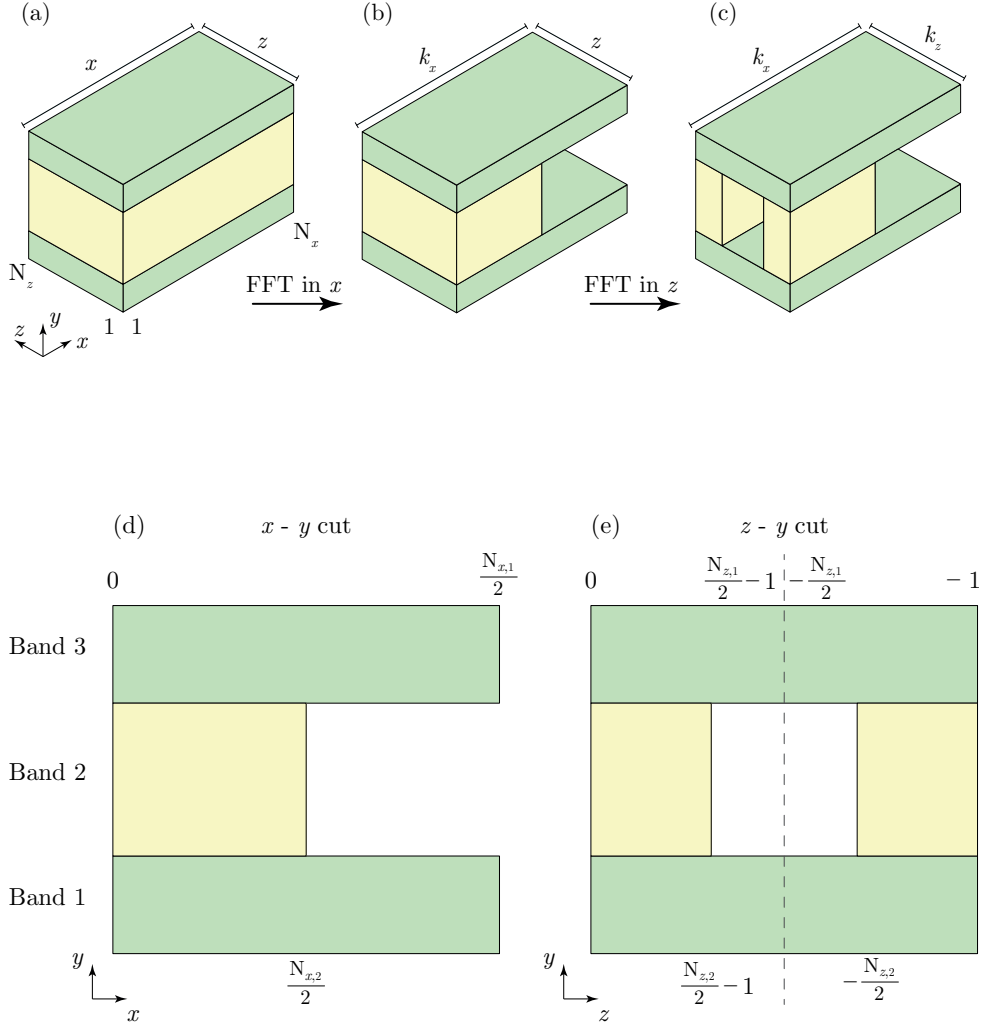 (a)
x
z
N_z
1 1
N_x
z y x
FFT in x
(b)
k_x
z
FFT in z
(c)
k_x
k_z
(d)
x - y cut
0
N_{x,1}/2
Band 3
Band 2
Band 1
N_{x,2}/2
y
x
(e)
z - y cut
0
N_{z,1}/2 − 1
−N_{z,1}/2
− 1
N_{z,2}/2 − 1
−N_{z,2}/2
y
z